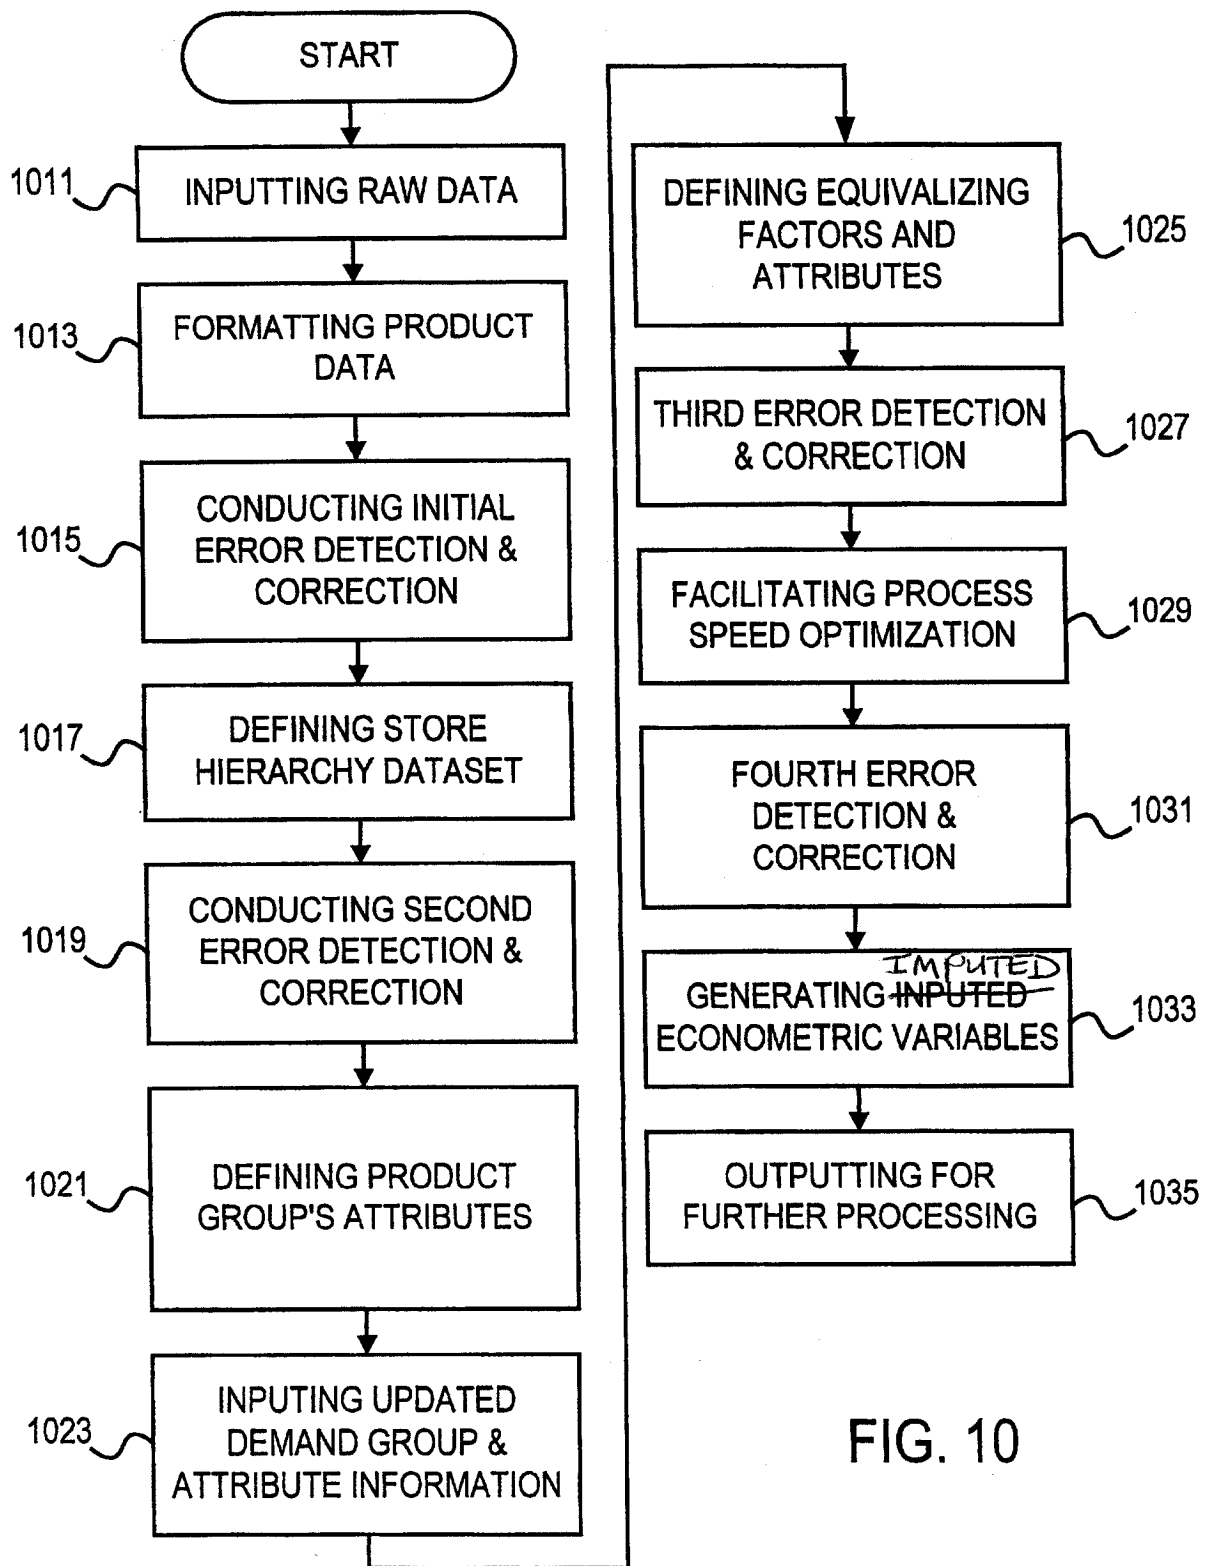 START
1011
INPUTTING RAW DATA
1013
FORMATTING PRODUCT
DATA
1015
CONDUCTING INITIAL
ERROR DETECTION &
CORRECTION
1017
DEFINING STORE
HIERARCHY DATASET
1019
CONDUCTING SECOND
ERROR DETECTION &
CORRECTION
1021
DEFINING PRODUCT
GROUP'S ATTRIBUTES
1023
INPUTING UPDATED
DEMAND GROUP &
ATTRIBUTE INFORMATION
DEFINING EQUIVALIZING
FACTORS AND
ATTRIBUTES
1025
THIRD ERROR DETECTION
& CORRECTION
1027
FACILITATING PROCESS
SPEED OPTIMIZATION
1029
FOURTH ERROR
DETECTION &
CORRECTION
1031
IMPUTED
GENERATING INPUTED
ECONOMETRIC VARIABLES
1033
OUTPUTTING FOR
FURTHER PROCESSING
1035
FIG. 10